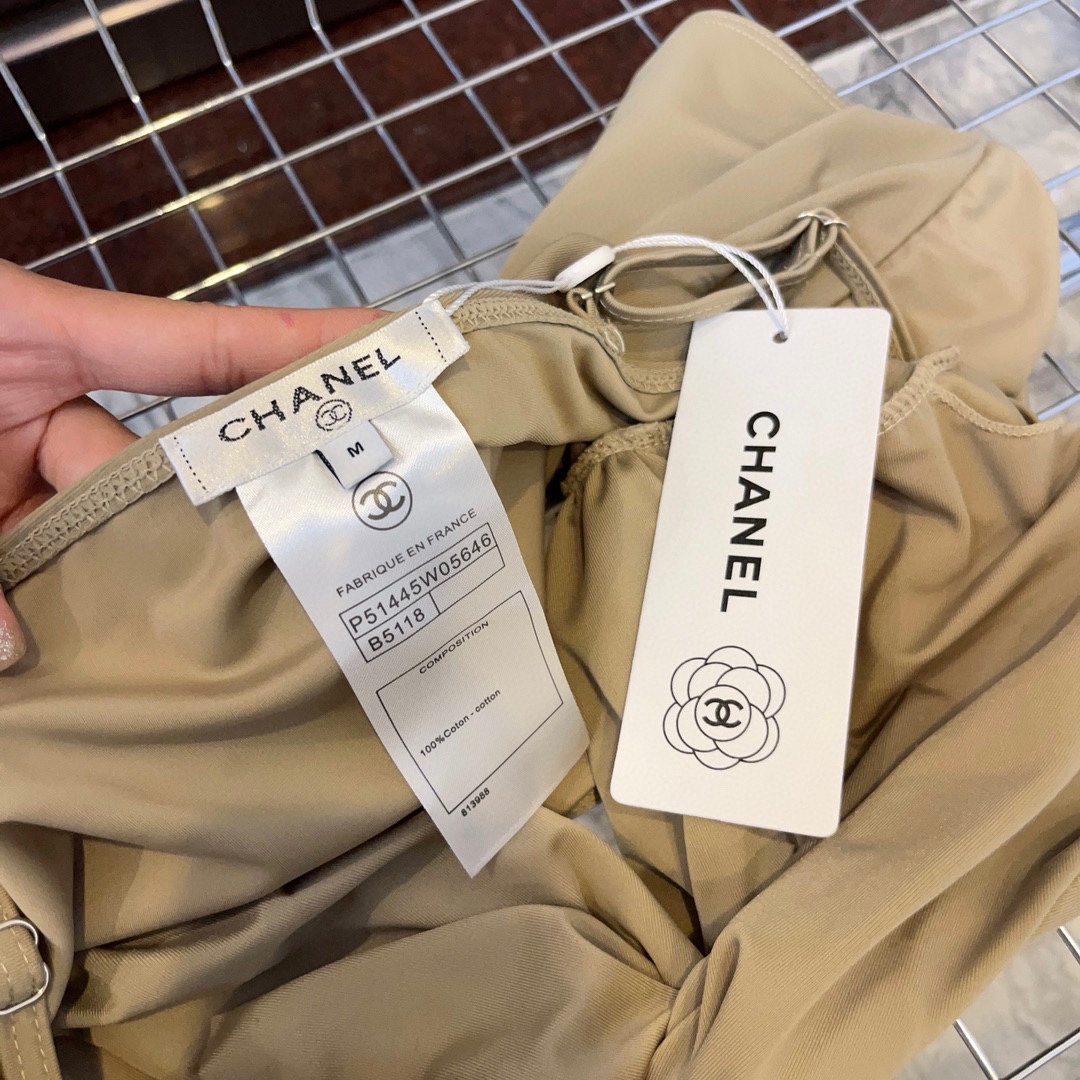 CHANEL
M
FABRIQUE EN FRANCE
P51445W05646
B5118
COMPOSITION
100%Coton - cotton
813988
CHANEL